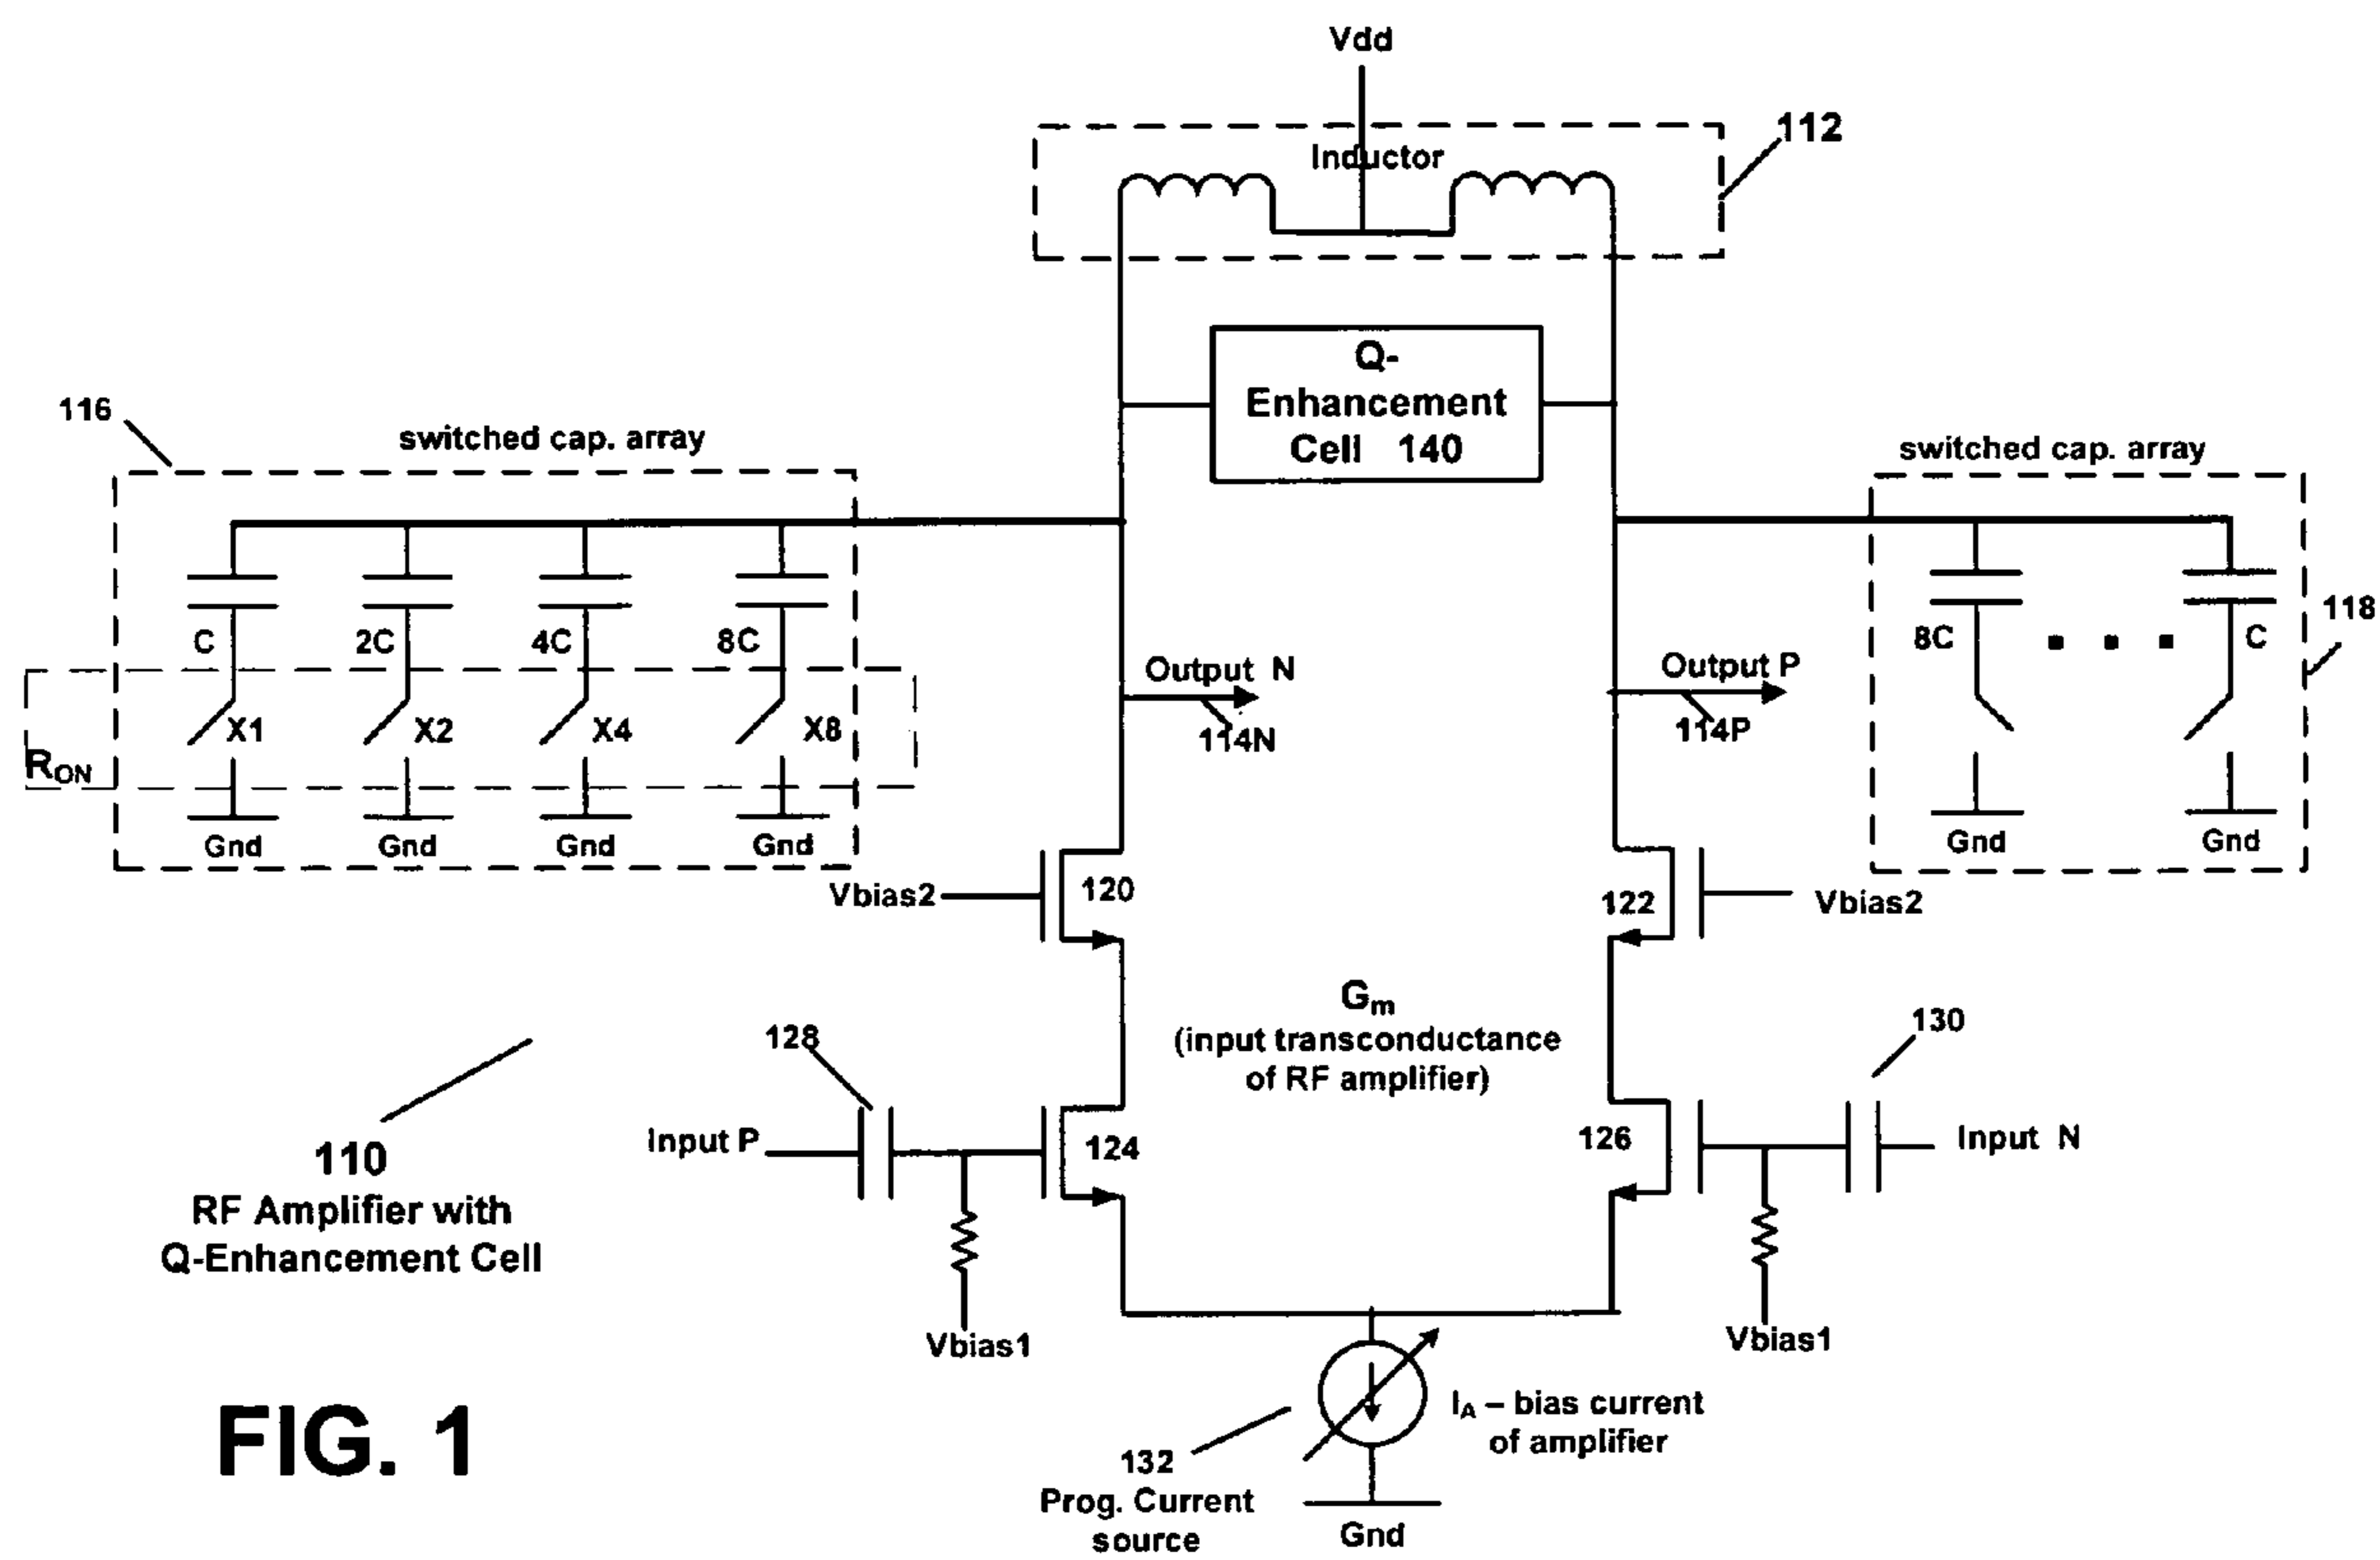 Vdd
112
Inductor
Q-
Enhancement
Cell 140
116
switched cap. array
switched cap. array
118
C
2C
4C
8C
8C
. . .
C
Output N
Output P
X1
X2
X4
X8
114N
114P
RON
Gnd
Gnd
Gnd
Gnd
Gnd
Gnd
Vbias2
120
122
Vbias2
Gm
(input transconductance
of RF amplifier)
128
130
Input P
124
126
Input N
110
RF Amplifier with
Q-Enhancement Cell
Vbias1
Vbias1
IA – bias current
of amplifier
132
Prog. Current
source
Gnd
FIG. 1